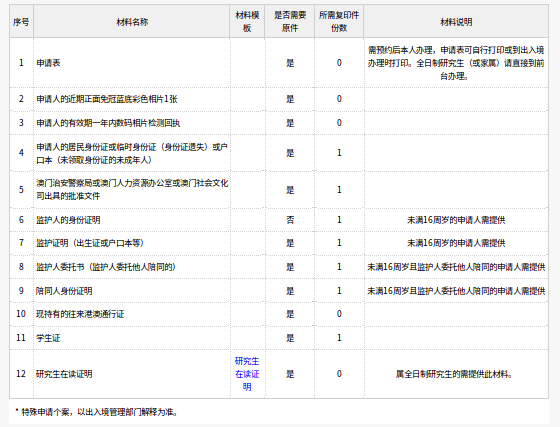 序号 材料名称 材料模板 是否需要原件 所需复印件份数 材料说明
1 申请表 是 0 需预约后本人办理，申请表可自行打印或到出入境办理时打印。全日制研究生（或家属）请直接到前台办理。
2 申请人的近期正面免冠蓝底彩色相片1张 是 0
3 申请人的有效期一年内数码相片检测回执 是 0
4 申请人的居民身份证或临时身份证（身份证遗失）或户口本（未领取身份证的未成年人） 是 1
5 澳门治安警察局或澳门人力资源办公室或澳门社会文化司出具的批准文件 是 1
6 监护人的身份证明 否 1 未满16周岁的申请人需提供
7 监护证明（出生证或户口本等） 是 1 未满16周岁的申请人需提供
8 监护人委托书（监护人委托他人陪同的） 是 1 未满16周岁且监护人委托他人陪同的申请人需提供
9 陪同人身份证明 是 1 未满16周岁且监护人委托他人陪同的申请人需提供
10 现持有的往来港澳通行证 是 0
11 学生证 是 1
12 研究生在读证明 研究生在读证明 是 0 属全日制研究生的需提供此材料。
* 特殊申请个案，以出入境管理部门解释为准。